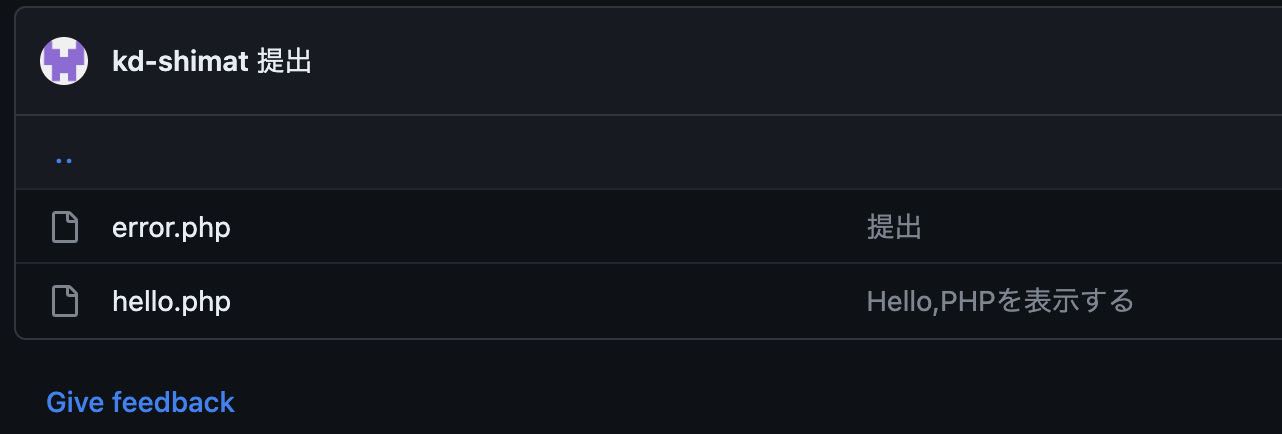 kd-shimat 提出
..
error.php 提出
hello.php Hello,PHPを表示する
Give feedback